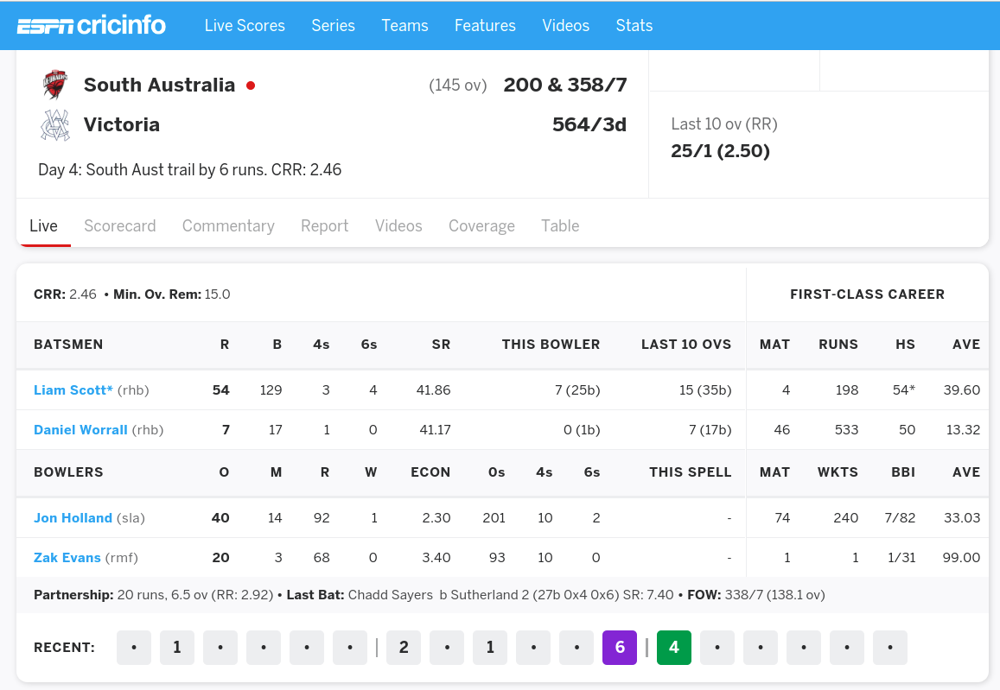 ESPN cricinfo Live Scores Series Teams Features Videos Stats
South Australia (145 ov) 200 & 358/7
Victoria 564/3d
Last 10 ov (RR)
25/1 (2.50)
Day 4: South Aust trail by 6 runs. CRR: 2.46
Live Scorecard Commentary Report Videos Coverage Table
CRR: 2.46 • Min. Ov. Rem: 15.0 FIRST-CLASS CAREER
BATSMEN R B 4s 6s SR THIS BOWLER LAST 10 OVS MAT RUNS HS AVE
Liam Scott* (rhb) 54 129 3 4 41.86 7 (25b) 15 (35b) 4 198 54* 39.60
Daniel Worrall (rhb) 7 17 1 0 41.17 0 (1b) 7 (17b) 46 533 50 13.32
BOWLERS O M R W ECON 0s 4s 6s THIS SPELL MAT WKTS BBI AVE
Jon Holland (sla) 40 14 92 1 2.30 201 10 2 - 74 240 7/82 33.03
Zak Evans (rmf) 20 3 68 0 3.40 93 10 0 - 1 1 1/31 99.00
Partnership: 20 runs, 6.5 ov (RR: 2.92) • Last Bat: Chadd Sayers b Sutherland 2 (27b 0x4 0x6) SR: 7.40 • FOW: 338/7 (138.1 ov)
RECENT: • 1 • • • • | 2 • 1 • • 6 | 4 • • • • •